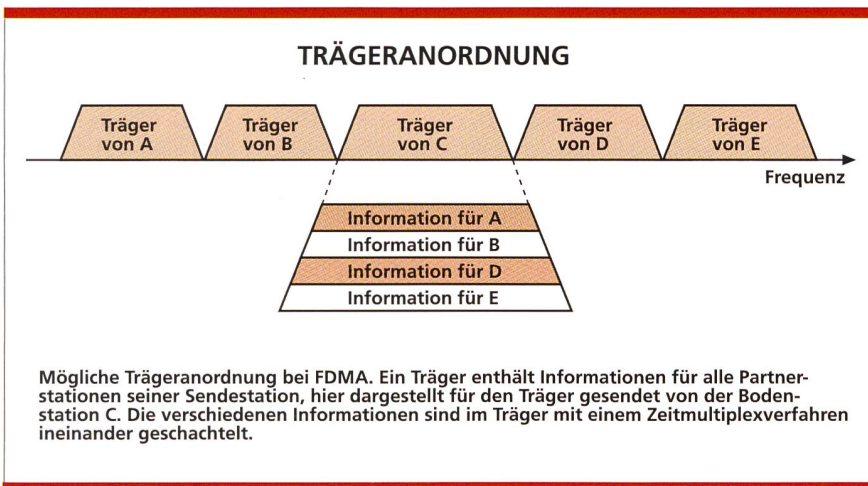 TRÄGERANORDNUNG
Träger von A
Träger von B
Träger von C
Träger von D
Träger von E
Frequenz
Information für A
Information für B
Information für D
Information für E
Mögliche Trägeranordnung bei FDMA. Ein Träger enthält Informationen für alle Partner-
stationen seiner Sendestation, hier dargestellt für den Träger gesendet von der Boden-
station C. Die verschiedenen Informationen sind im Träger mit einem Zeitmultiplexverfahren
ineinander geschachtelt.